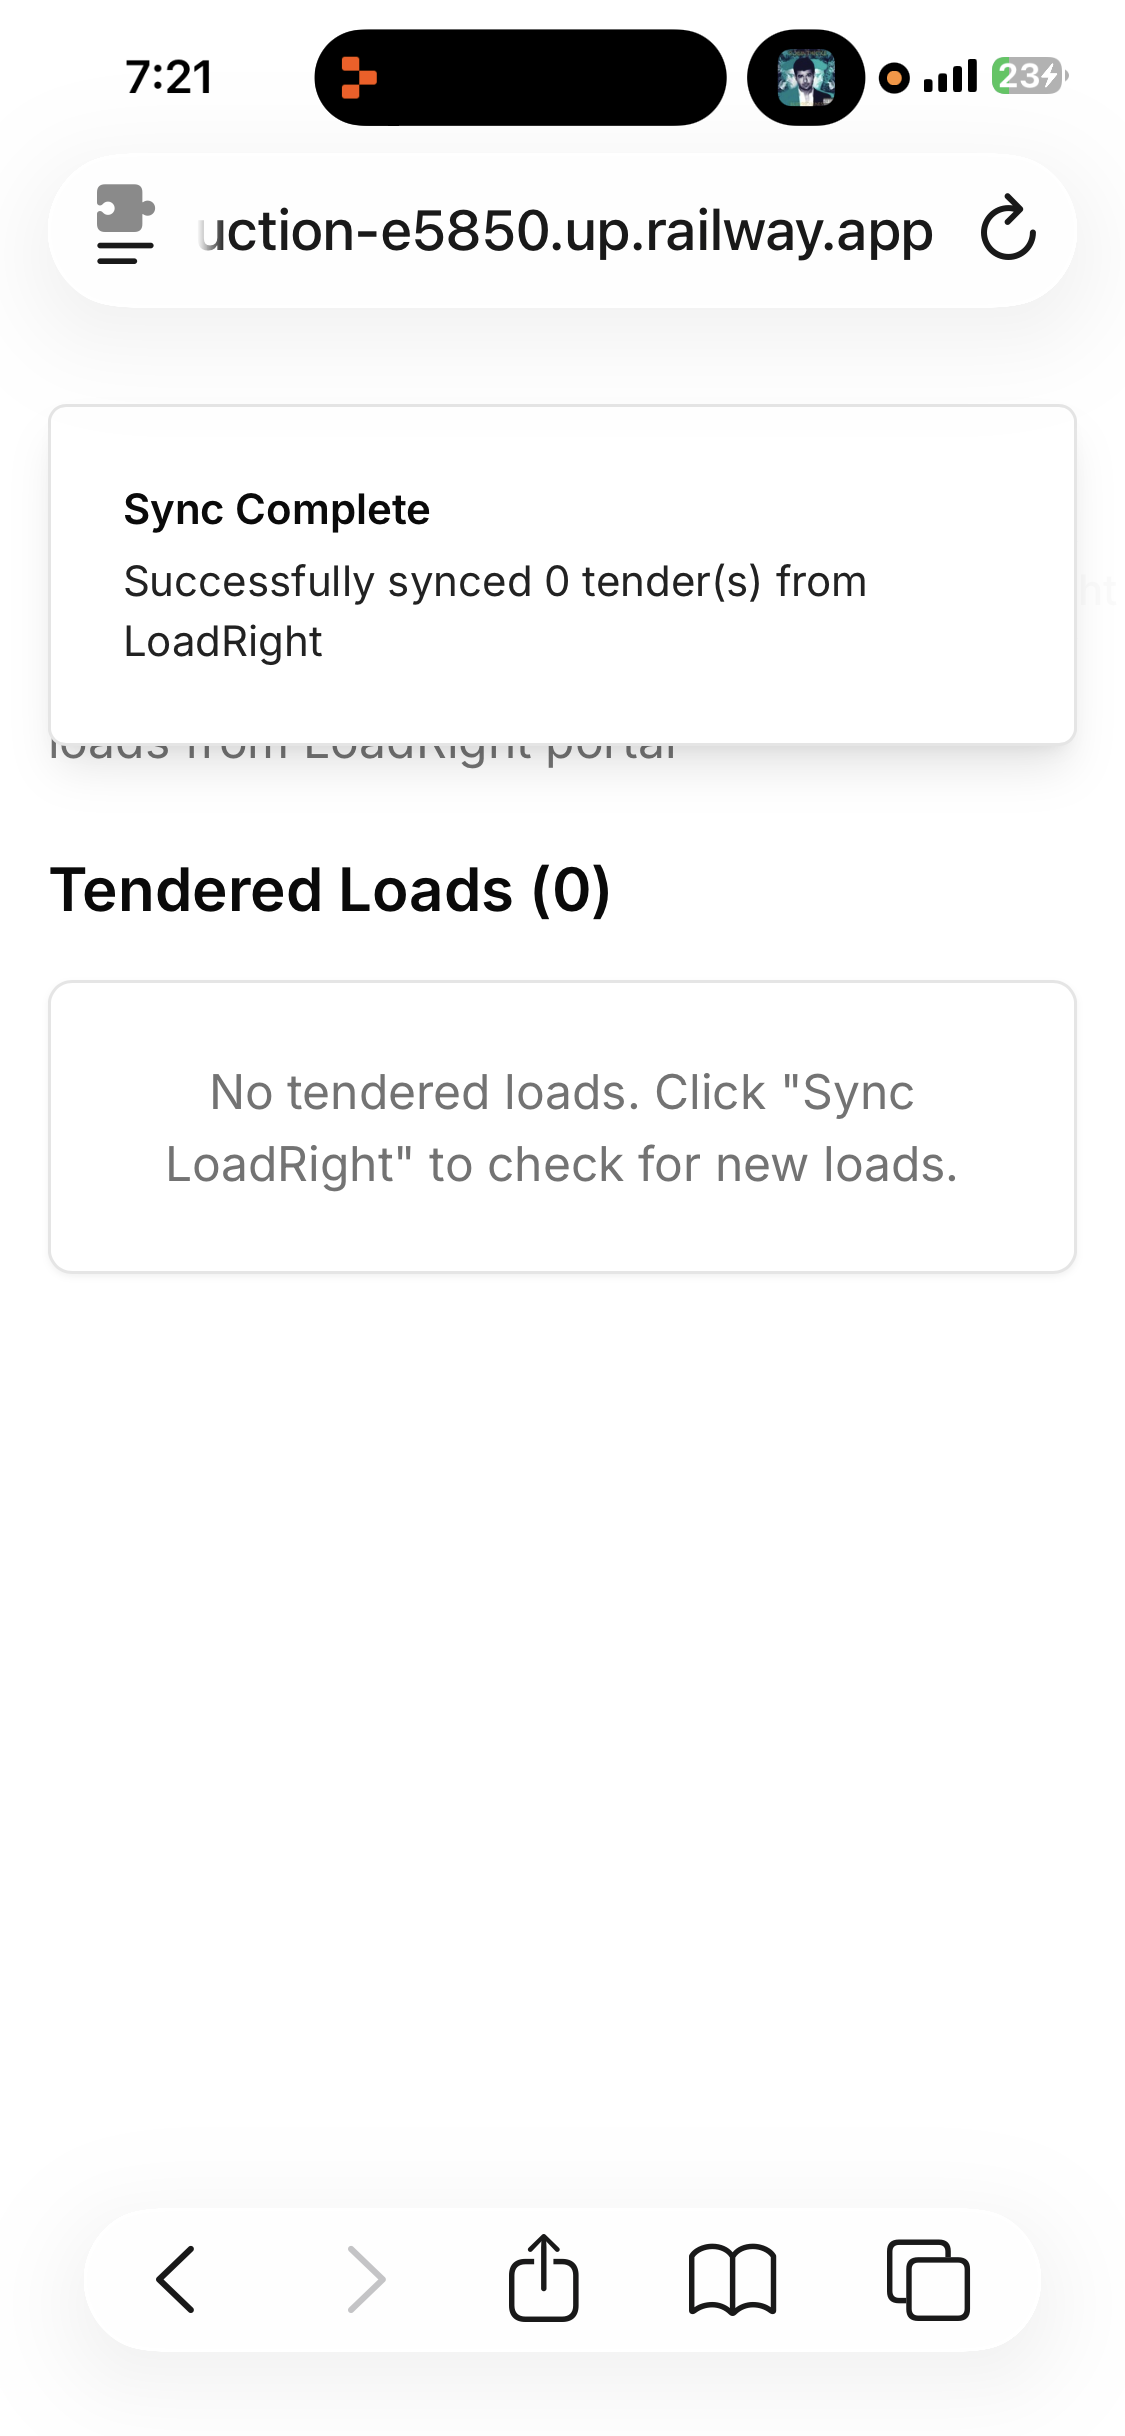 7:21
23
uction-e5850.up.railway.app
Sync Complete
Successfully synced 0 tender(s) from
LoadRight
ht
loads from LoadRight portal
Tendered Loads (0)
No tendered loads. Click "Sync
LoadRight" to check for new loads.